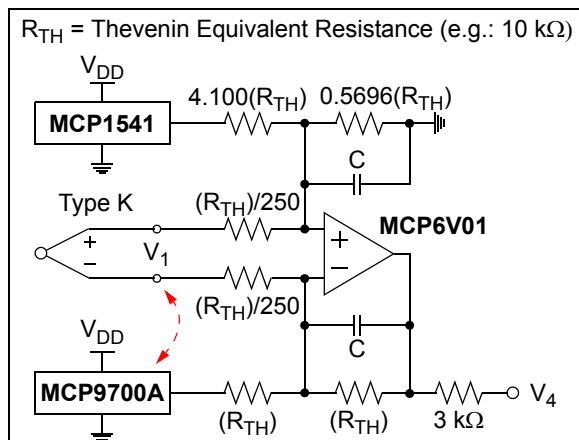 R_TH = Thevenin Equivalent Resistance (e.g.: 10 kΩ)
V_DD
4.100(R_TH)
0.5696(R_TH)
MCP1541
C
Type K
(R_TH)/250
MCP6V01
+
+
V_1
−
−
(R_TH)/250
V_DD
C
MCP9700A
V_4
(R_TH)
(R_TH)
3 kΩ